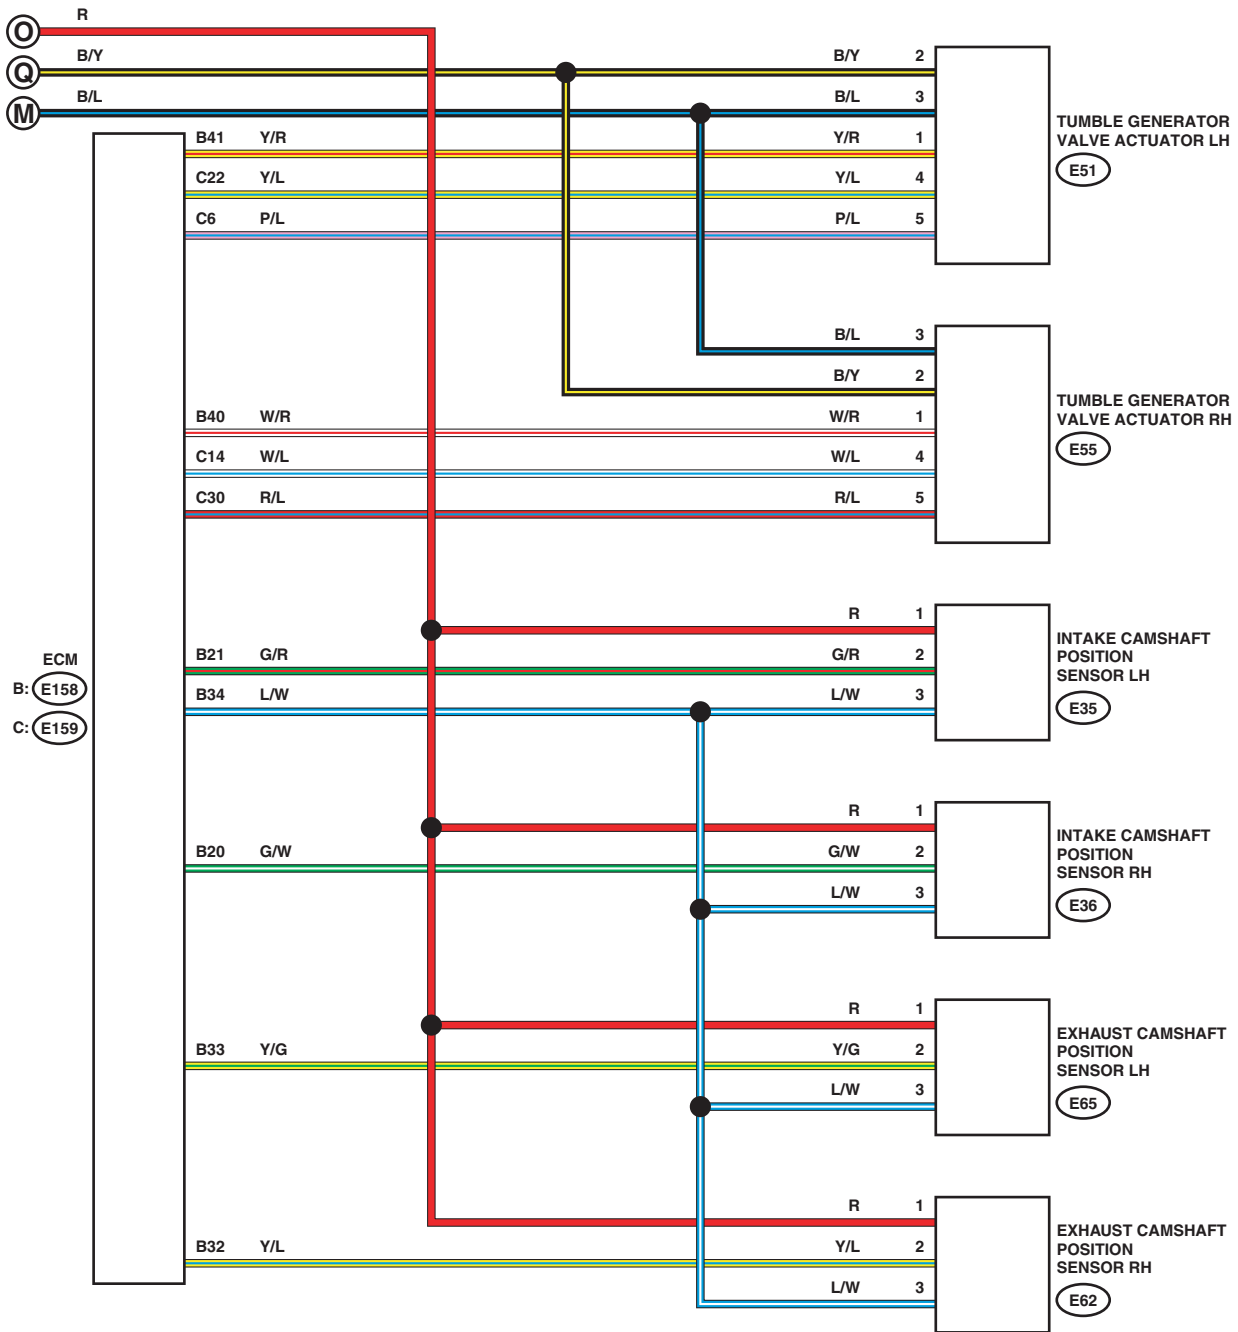 O R
Q B/Y B/Y 2
M B/L B/L 3
B41 Y/R Y/R 1
C22 Y/L Y/L 4
C6 P/L P/L 5
TUMBLE GENERATOR
VALVE ACTUATOR LH
E51
B/L 3
B/Y 2
B40 W/R W/R 1
C14 W/L W/L 4
C30 R/L R/L 5
TUMBLE GENERATOR
VALVE ACTUATOR RH
E55
R 1
B21 G/R G/R 2
B34 L/W L/W 3
INTAKE CAMSHAFT
POSITION
SENSOR LH
E35
ECM
B: E158
C: E159
R 1
B20 G/W G/W 2
L/W 3
INTAKE CAMSHAFT
POSITION
SENSOR RH
E36
R 1
B33 Y/G Y/G 2
L/W 3
EXHAUST CAMSHAFT
POSITION
SENSOR LH
E65
R 1
B32 Y/L Y/L 2
L/W 3
EXHAUST CAMSHAFT
POSITION
SENSOR RH
E62